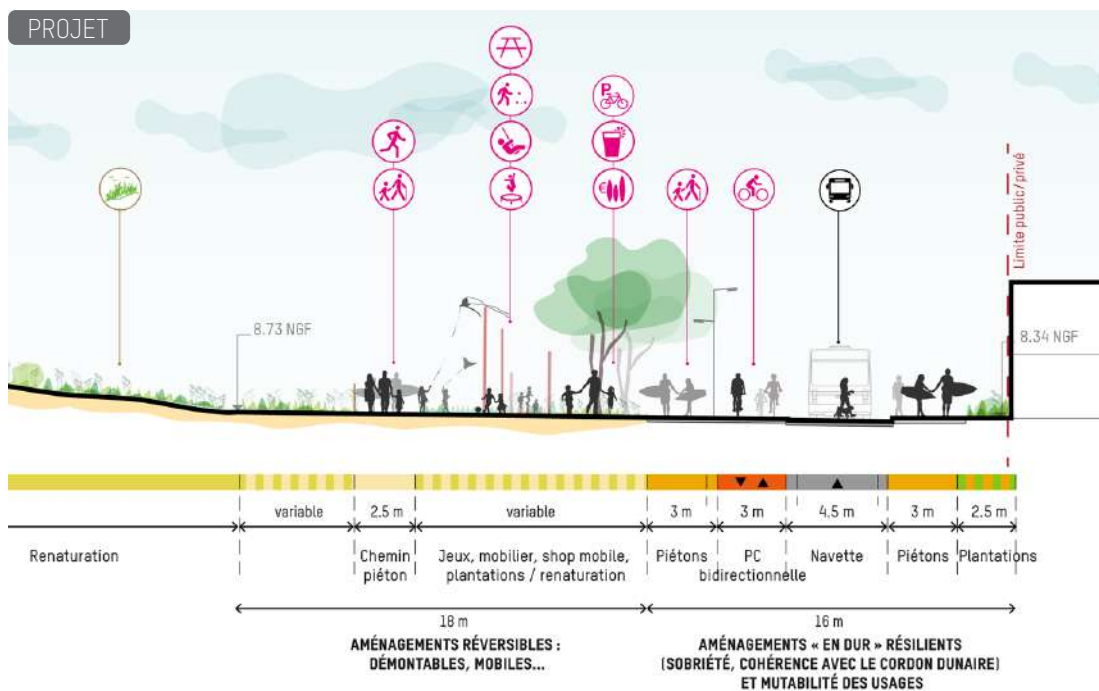 PROJET
P
€
Limite public/privé
8.73 NGF
8.34 NGF
variable
2.5 m
variable
3 m
3 m
4.5 m
3 m
2.5 m
Renaturation
Chemin
piéton
Jeux, mobilier, shop mobile,
plantations / renaturation
Piétons
PC
bidirectionnelle
Navette
Piétons
Plantations
18 m
16 m
AMÉNAGEMENTS RÉVERSIBLES :
DÉMONTABLES, MOBILES...
AMÉNAGEMENTS « EN DUR » RÉSILIENTS
(SOBRIÉTÉ, COHÉRENCE AVEC LE CORDON DUNAIRE)
ET MUTABILITÉ DES USAGES